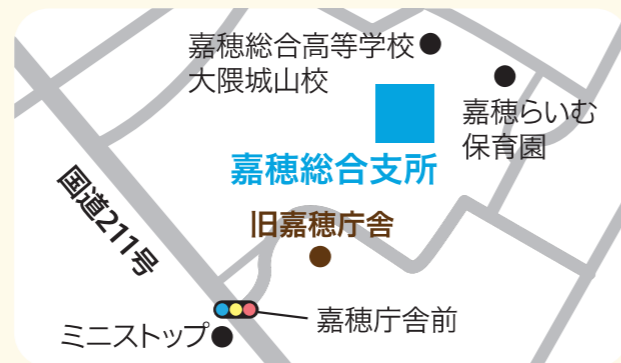 嘉穂総合高等学校
大隈城山校
嘉穂らいむ
保育園
嘉穂総合支所
国道211号
旧嘉穂庁舎
嘉穂庁舎前
ミニストップ